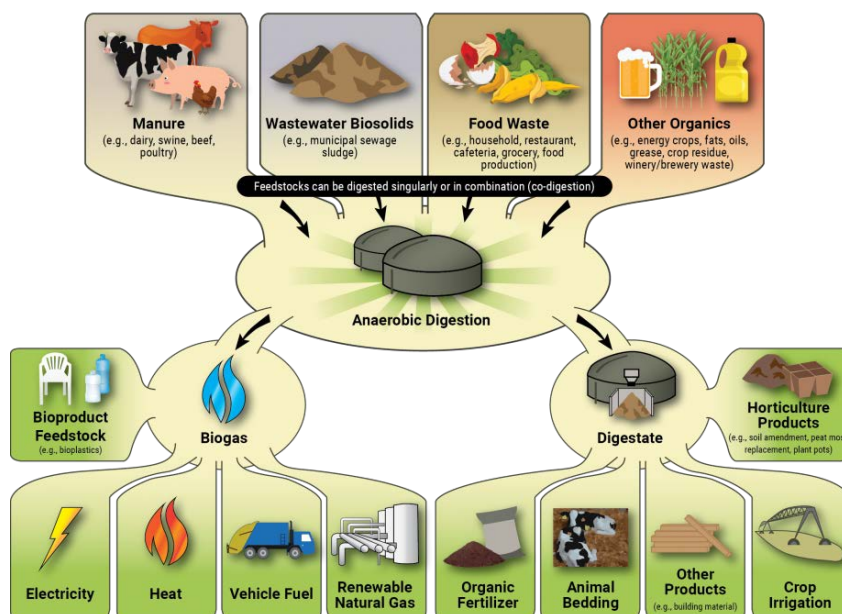 Manure
(e.g., dairy, swine, beef,
poultry)
Wastewater Biosolids
(e.g., municipal sewage
sludge)
Food Waste
(e.g., household, restaurant,
cafeteria, grocery, food
production)
Other Organics
(e.g., energy crops, fats, oils,
grease, crop residue,
winery/brewery waste)
Feedstocks can be digested singularly or in combination (co-digestion)
Anaerobic Digestion
Bioproduct
Feedstock
(e.g., bioplastics)
Biogas
Digestate
Horticulture
Products
(e.g., soil amendment, peat mos
replacement, plant pots)
Electricity
Heat
Vehicle Fuel
Renewable
Natural Gas
Organic
Fertilizer
Animal
Bedding
Other
Products
(e.g., building material)
Crop
Irrigation